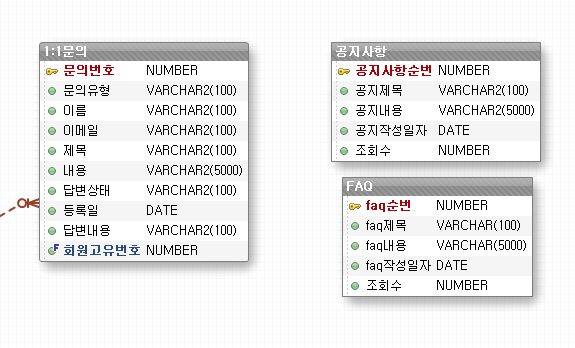 1:1문의
문의번호 NUMBER
문의유형 VARCHAR2(100)
이름 VARCHAR2(100)
이메일 VARCHAR2(100)
제목 VARCHAR2(100)
내용 VARCHAR2(5000)
답변상태 VARCHAR2(100)
등록일 DATE
답변내용 VARCHAR2(100)
F 회원고유번호 NUMBER
공지사항
공지사항순번 NUMBER
공지제목 VARCHAR2(100)
공지내용 VARCHAR2(5000)
공지작성일자 DATE
조회수 NUMBER
FAQ
faq순번 NUMBER
faq제목 VARCHAR(100)
faq내용 VARCHAR(5000)
faq작성일자 DATE
조회수 NUMBER